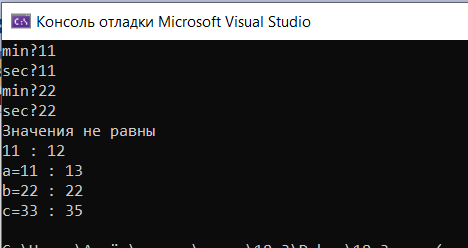 Консоль отладки Microsoft Visual Studio
min?11
sec?11
min?22
sec?22
Значения не равны
11 : 12
a=11 : 13
b=22 : 22
c=33 : 35